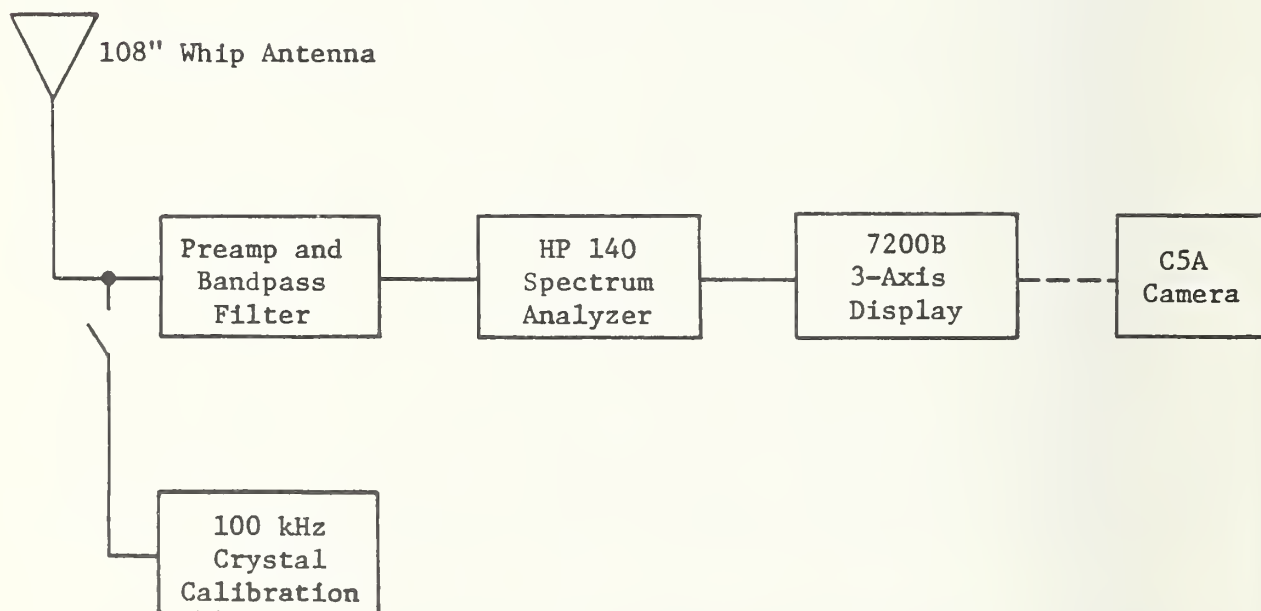 108" Whip Antenna
Preamp and
Bandpass
Filter
HP 140
Spectrum
Analyzer
7200B
3-Axis
Display
C5A
Camera
100 kHz
Crystal
Calibration